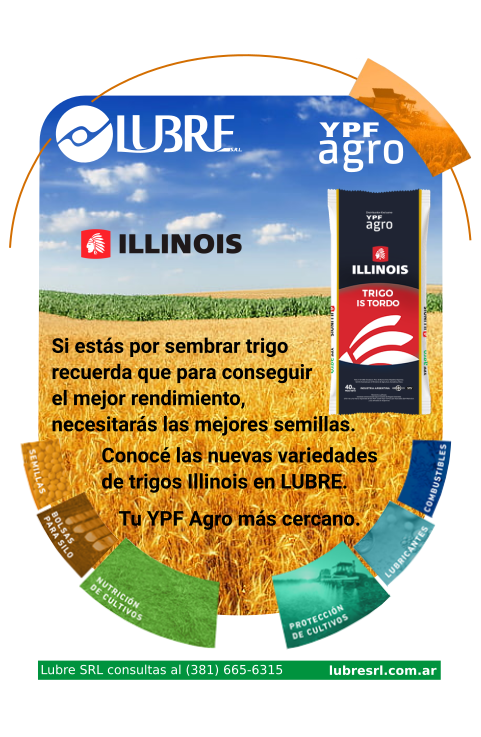 LUBRE S.R.L.
YPF
agro
YPF
agro
ILLINOIS
ILLINOIS
TRIGO
IS TORDO
Si estás por sembrar trigo
recuerda que para conseguir
el mejor rendimiento,
necesitarás las mejores semillas.
40
Conocé las nuevas variedades
de trigos Illinois en LUBRE.
Tu YPF Agro más cercano.
SEMILLAS
BOLSAS
PARA SILO
NUTRICIÓN
DE CULTIVOS
PROTECCIÓN
DE CULTIVOS
LUBRICANTES
COMBUSTIBLES
Lubre SRL consultas al (381) 665-6315
lubresrl.com.ar